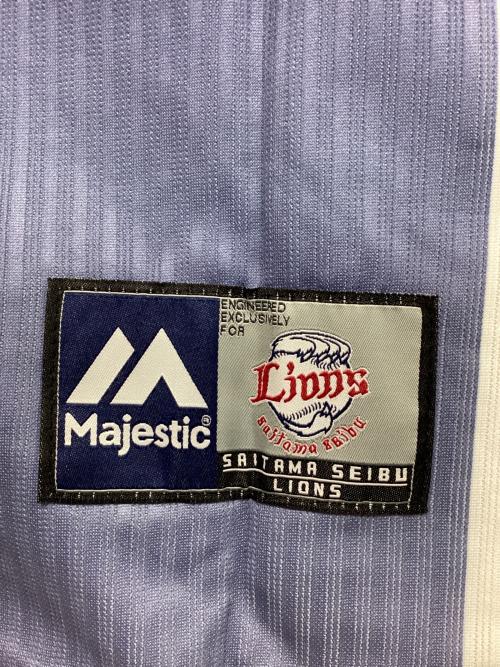 Majestic®
ENGINEERED
EXCLUSIVELY
FOR
Lions
saitama seibu
SAITAMA SEIBU
LIONS